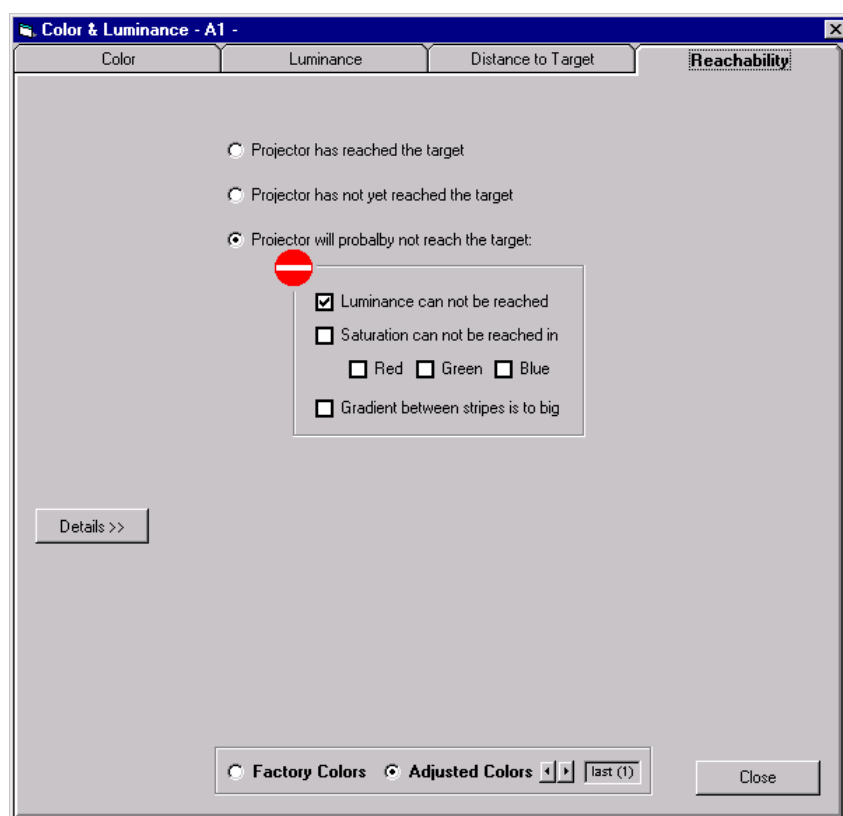 Color & Luminance - A1 -
Color Luminance Distance to Target Reachability
Projector has reached the target
Projector has not yet reached the target
Projector will probalby not reach the target:
Luminance can not be reached
Saturation can not be reached in
Red Green Blue
Gradient between stripes is to big
Details >>
Factory Colors Adjusted Colors last (1)
Close